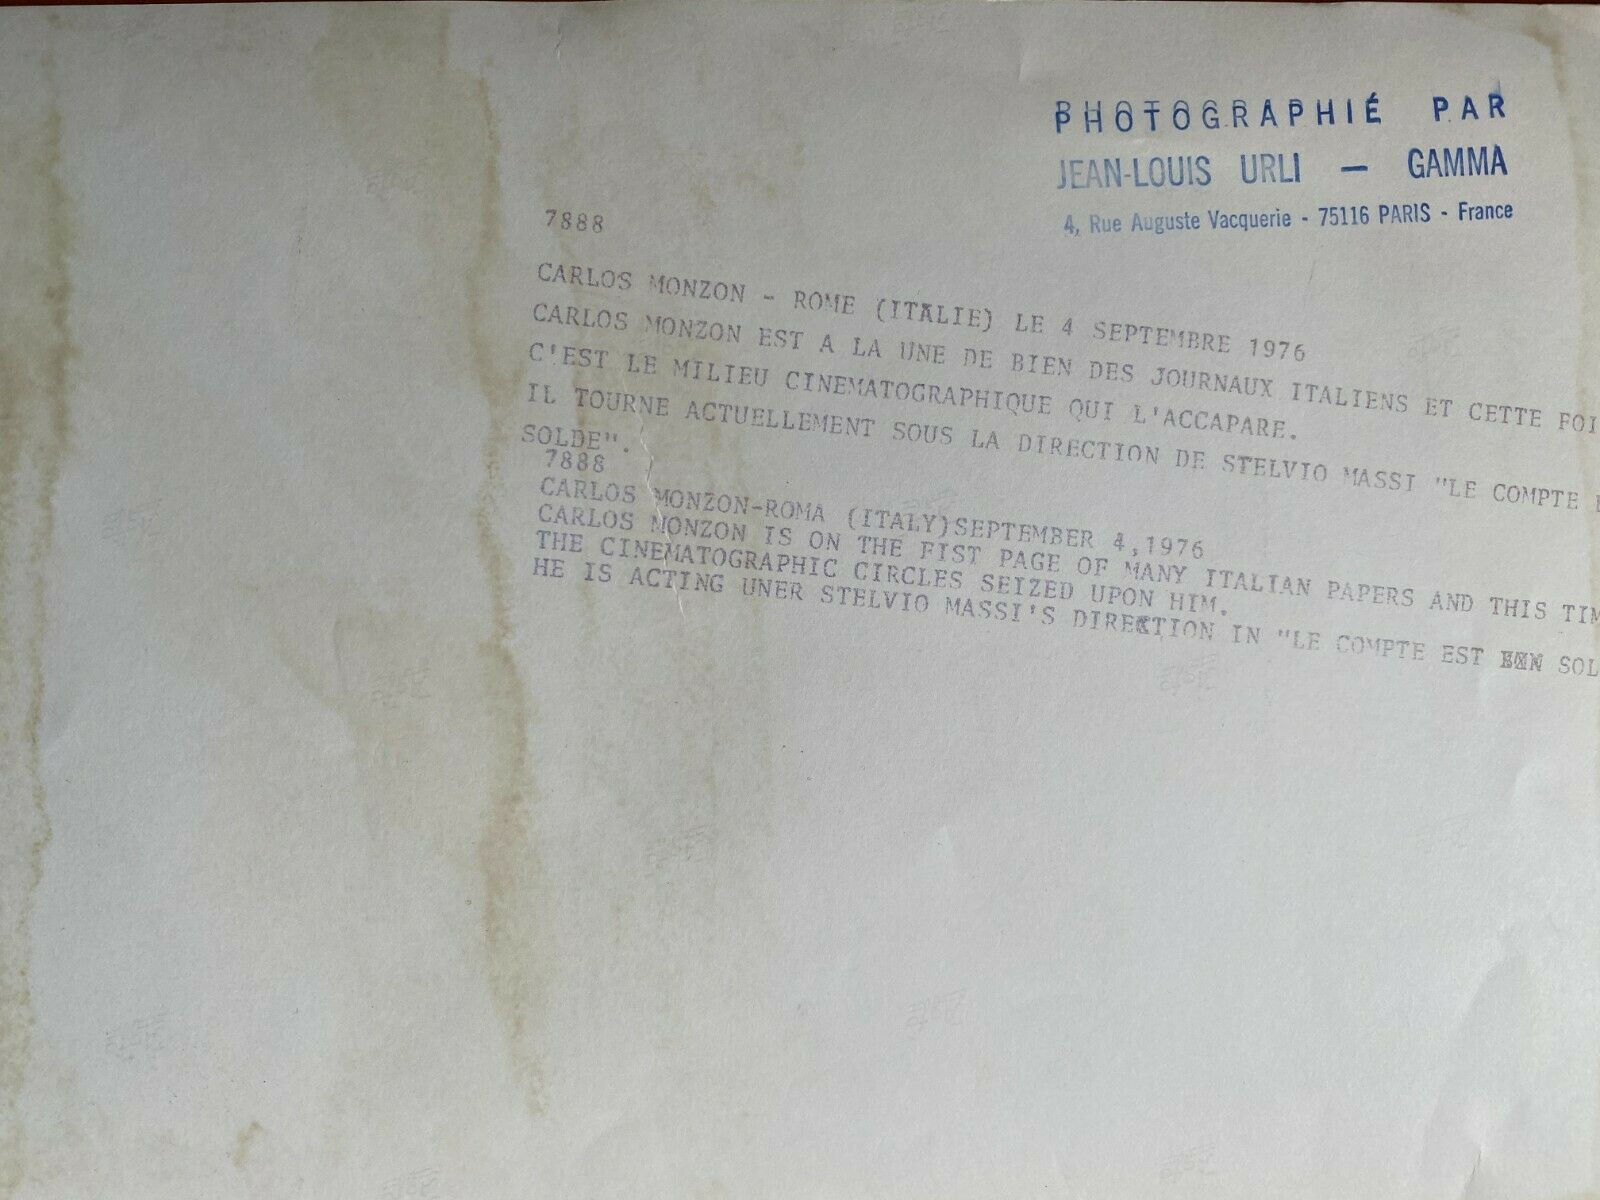 PHOTOGRAPHIÉ PAR
JEAN-LOUIS URLI — GAMMA
4, Rue Auguste Vacquerie - 75116 PARIS - France
7888
CARLOS MONZON - ROME (ITALIE) LE 4 SEPTEMBRE 1976
CARLOS MONZON EST A LA UNE DE BIEN DES JOURNAUX ITALIENS ET CETTE FOI
C'EST LE MILIEU CINEMATOGRAPHIQUE QUI L'ACCAPARE.
IL TOURNE ACTUELLEMENT SOUS LA DIRECTION DE STELVIO MASSI "LE COMPTE
SOLDE".
7888
CARLOS MONZON-ROMA (ITALY)SEPTEMBER 4,1976
CARLOS MONZON IS ON THE FIST PAGE OF MANY ITALIAN PAPERS AND THIS TIM
THE CINEMATOGRAPHIC CIRCLES SEIZED UPON HIM.
HE IS ACTING UNER STELVIO MASSI'S DIRECTION IN "LE COMPTE EST SOL